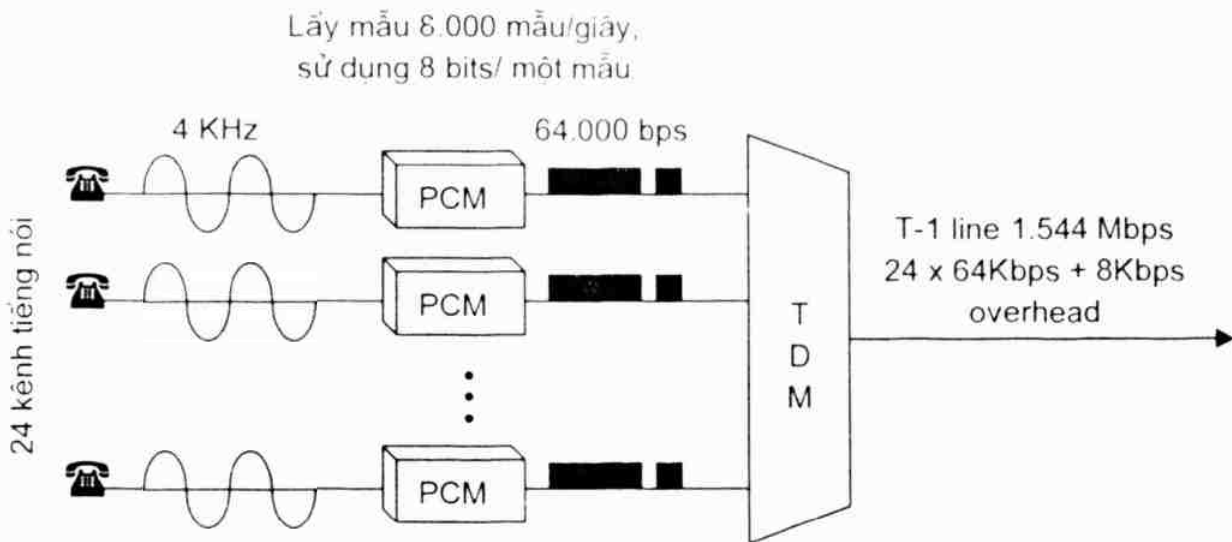 Lấy mẫu 8.000 mẫu/giây,
sử dụng 8 bits/ một mẫu
4 KHz
64.000 bps
24 kênh tiếng nói
PCM
PCM
PCM
T
D
M
T-1 line 1.544 Mbps
24 x 64Kbps + 8Kbps
overhead